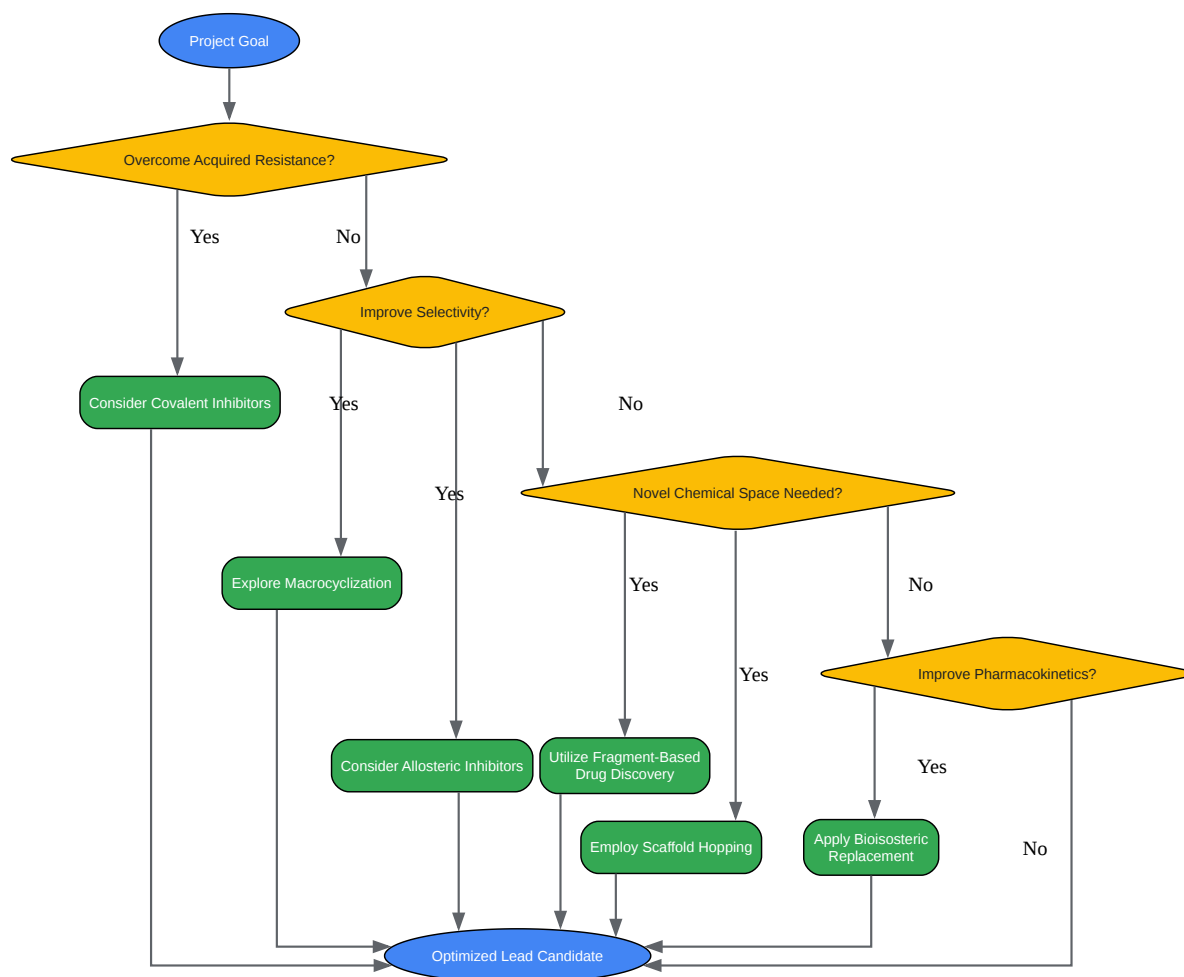 Project Goal
Overcome Acquired Resistance?
Yes
No
Improve Selectivity?
Consider Covalent Inhibitors
Yes
No
Yes
Novel Chemical Space Needed?
Explore Macrocyclization
Yes
No
Yes
Improve Pharmacokinetics?
Consider Allosteric Inhibitors
Utilize Fragment-Based
Drug Discovery
Yes
Employ Scaffold Hopping
Apply Bioisosteric
Replacement
No
Optimized Lead Candidate